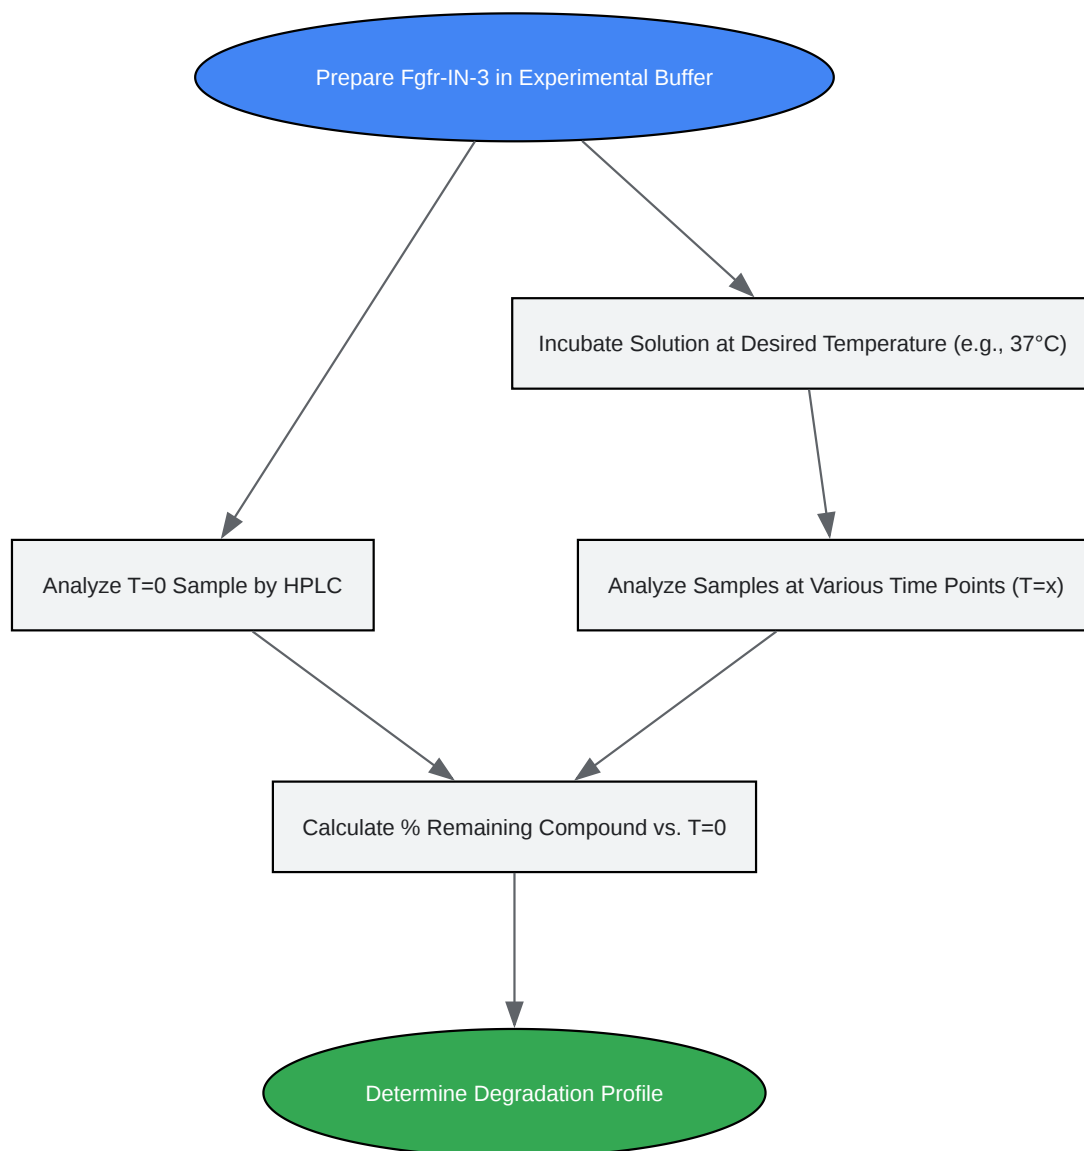 Prepare Fgfr-IN-3 in Experimental Buffer
Incubate Solution at Desired Temperature (e.g., 37°C)
Analyze T=0 Sample by HPLC
Analyze Samples at Various Time Points (T=x)
Calculate % Remaining Compound vs. T=0
Determine Degradation Profile